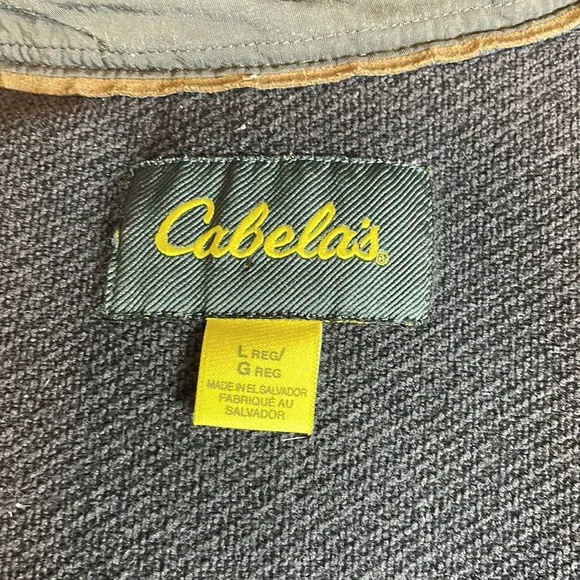 Cabela's®
L REG/
G REG
MADE IN EL SALVADOR
FABRIQUÉ AU
SALVADOR